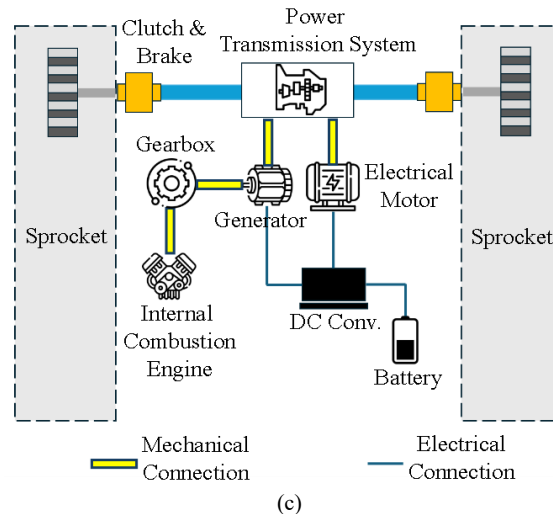 Power
Transmission System
Clutch &
Brake
Gearbox
Generator
Electrical
Motor
Sprocket
Sprocket
Internal
Combustion
Engine
DC Conv.
Battery
Mechanical
Connection
Electrical
Connection
(c)